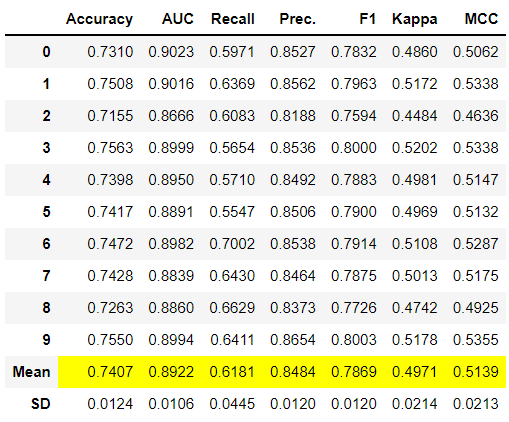 Accuracy AUC Recall Prec. F1 Kappa MCC
0 0.7310 0.9023 0.5971 0.8527 0.7832 0.4860 0.5062
1 0.7508 0.9016 0.6369 0.8562 0.7963 0.5172 0.5338
2 0.7155 0.8666 0.6083 0.8188 0.7594 0.4484 0.4636
3 0.7563 0.8999 0.5654 0.8536 0.8000 0.5202 0.5338
4 0.7398 0.8950 0.5710 0.8492 0.7883 0.4981 0.5147
5 0.7417 0.8891 0.5547 0.8506 0.7900 0.4969 0.5132
6 0.7472 0.8982 0.7002 0.8538 0.7914 0.5108 0.5287
7 0.7428 0.8839 0.6430 0.8464 0.7875 0.5013 0.5175
8 0.7263 0.8860 0.6629 0.8373 0.7726 0.4742 0.4925
9 0.7550 0.8994 0.6411 0.8654 0.8003 0.5178 0.5355
Mean 0.7407 0.8922 0.6181 0.8484 0.7869 0.4971 0.5139
SD 0.0124 0.0106 0.0445 0.0120 0.0120 0.0214 0.0213